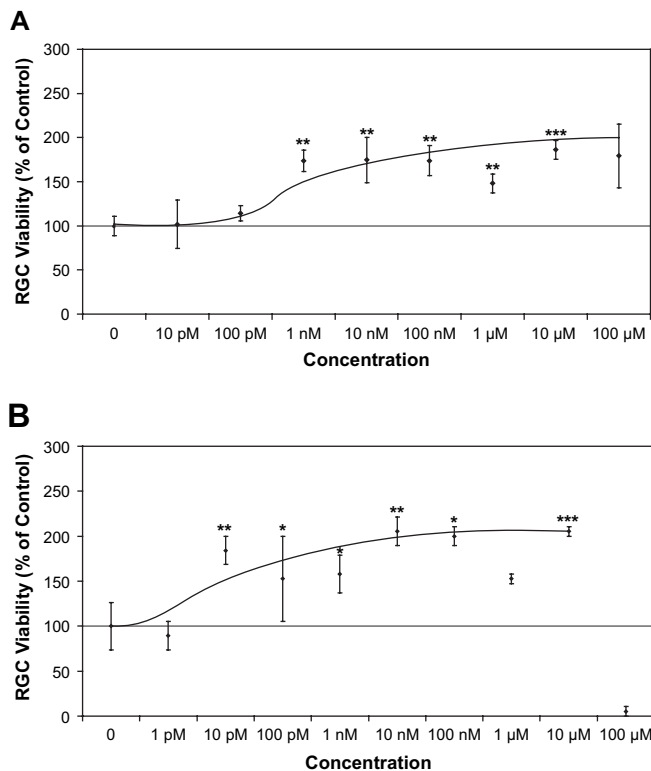 A
RGC Viability (% of Control)
300
250
200
150
100
50
0
** ** ** ** ***
0 10 pM 100 pM 1 nM 10 nM 100 nM 1 µM 10 µM 100 µM
Concentration
B
RGC Viability (% of Control)
300
250
200
150
100
50
0
** * * ** * ***
0 1 pM 10 pM 100 pM 1 nM 10 nM 100 nM 1 µM 10 µM 100 µM
Concentration